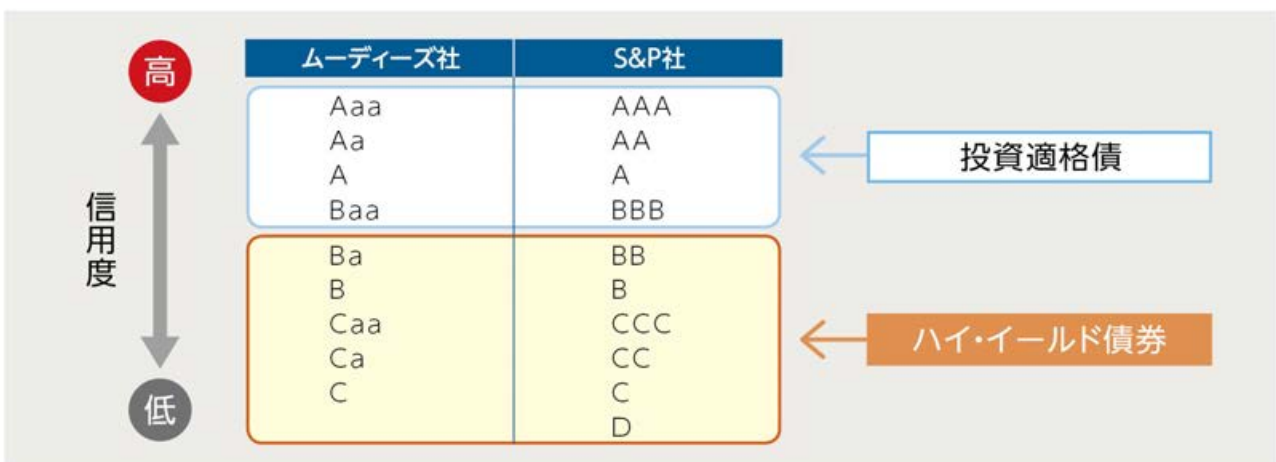 高
信用度
低
ムーディーズ社 S&P社
Aaa AAA
Aa AA
A A
Baa BBB
Ba BB
B B
Caa CCC
Ca CC
C C
D
投資適格債
ハイ・イールド債券